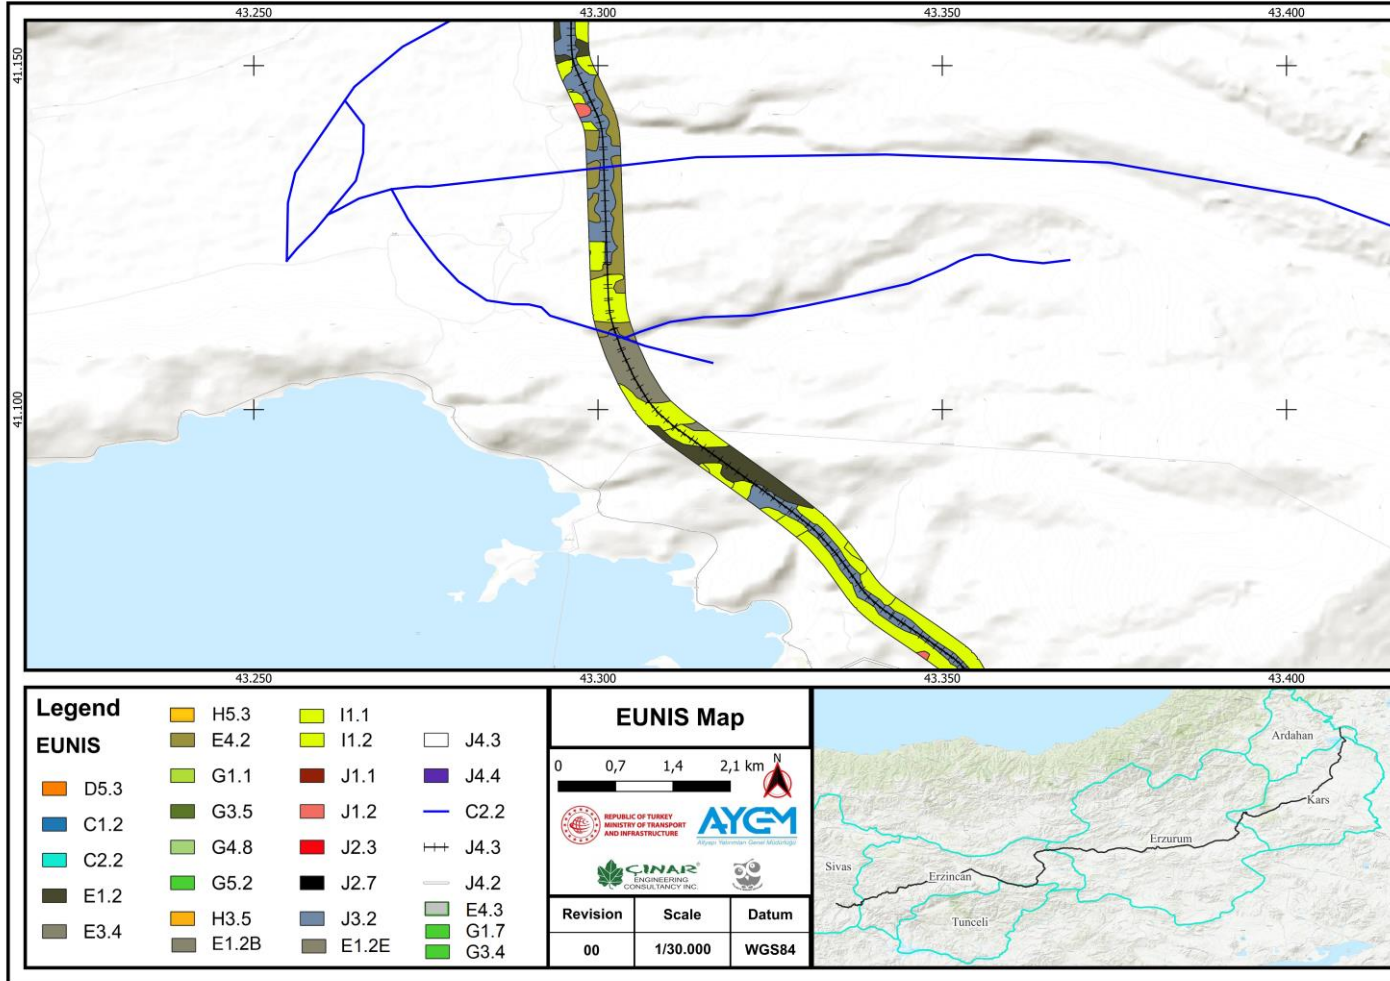 43.250
43.300
43.350
43.400
41.150
41.100
43.250
43.300
43.350
43.400
Legend
EUNIS
D5.3
C1.2
C2.2
E1.2
E3.4
H5.3
E4.2
G1.1
G3.5
G4.8
G5.2
H3.5
E1.2B
I1.1
I1.2
J1.1
J1.2
J2.3
J2.7
J3.2
E1.2E
J4.3
J4.4
C2.2
J4.3
J4.2
E4.3
G1.7
G3.4
EUNIS Map
0 0,7 1,4 2,1 km
N
REPUBLIC OF TURKEY
MINISTRY OF TRANSPORT
AND INFRASTRUCTURE
AYGM
Altyapı Yatırımları Genel Müdürlüğü
ÇINAR
ENGINEERING
CONSULTANCY INC.
Revision Scale Datum
00 1/30.000 WGS84
Ardahan
Kars
Erzurum
Sivas
Erzincan
Tunceli